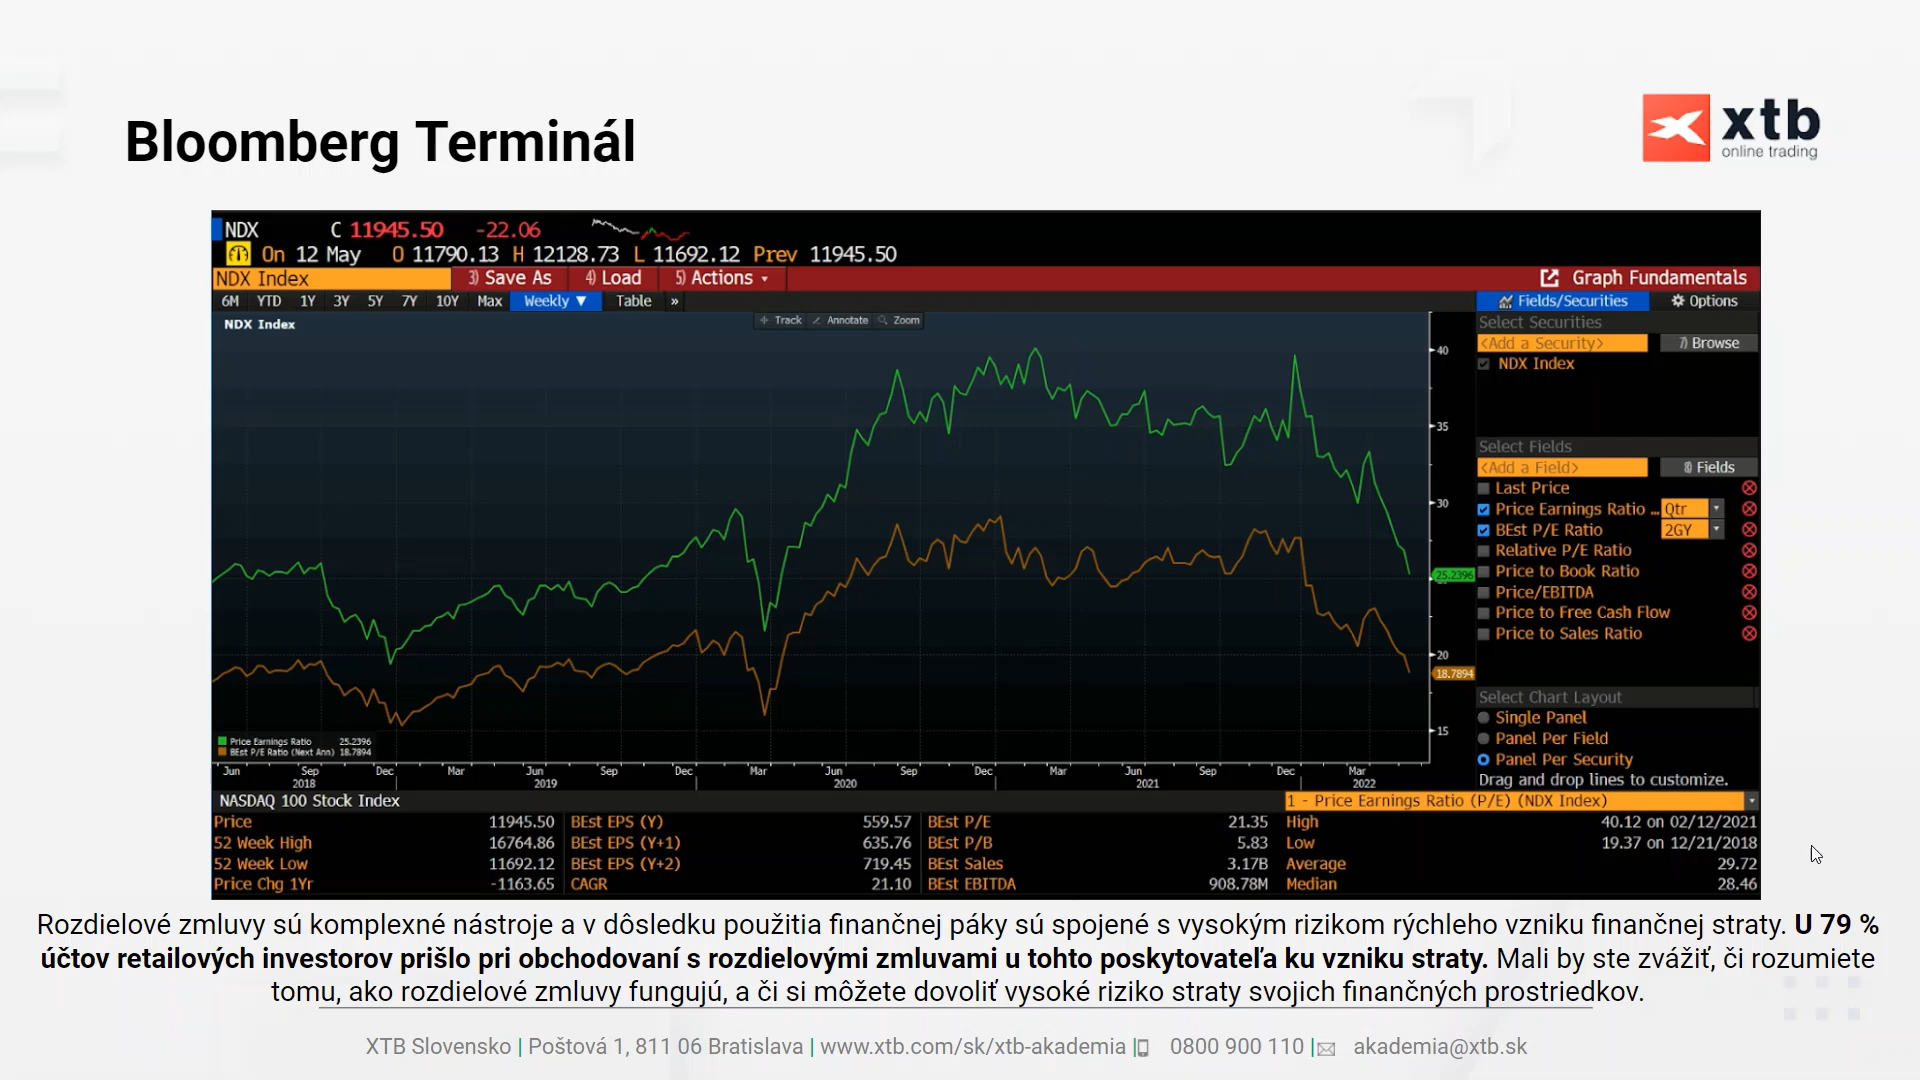 Bloomberg Terminál
xtb
online trading
NDX C 11945.50 -22.06
On 12 May O 11790.13 H 12128.73 L 11692.12 Prev 11945.50
NDX Index 3) Save As 4) Load 5) Actions Graph Fundamentals
6M YTD 1Y 3Y 5Y 7Y 10Y Max Weekly ▼ Table » Fields/Securities Options
NDX Index Track Annotate Zoom
Select Securities
<Add a Security> 7) Browse
NDX Index
Select Fields
<Add a Field> 8) Fields
Last Price
Price Earnings Ratio … Qtr
BEst P/E Ratio 2GY
Relative P/E Ratio
Price to Book Ratio
Price/EBITDA
Price to Free Cash Flow
Price to Sales Ratio
Select Chart Layout
Single Panel
Panel Per Field
Panel Per Security
Drag and drop lines to customize.
40
35
30
25.2396
20
18.7894
15
Price Earnings Ratio 25.2396
BEst P/E Ratio (Next Ann) 18.7894
Jun Sep Dec Mar Jun Sep Dec Mar Jun Sep Dec Mar Jun Sep Dec Mar
2018 2019 2020 2021 2022
NASDAQ 100 Stock Index 1 - Price Earnings Ratio (P/E) (NDX Index)
Price 11945.50 BEst EPS (Y) 559.57 BEst P/E 21.35 High 40.12 on 02/12/2021
52 Week High 16764.86 BEst EPS (Y+1) 635.76 BEst P/B 5.83 Low 19.37 on 12/21/2018
52 Week Low 11692.12 BEst EPS (Y+2) 719.45 BEst Sales 3.17B Average 29.72
Price Chg 1Yr -1163.65 CAGR 21.10 BEst EBITDA 908.78M Median 28.46
Rozdielové zmluvy sú komplexné nástroje a v dôsledku použitia finančnej páky sú spojené s vysokým rizikom rýchleho vzniku finančnej straty. U 79 %
účtov retailových investorov prišlo pri obchodovaní s rozdielovými zmluvami u tohto poskytovateľa ku vzniku straty. Mali by ste zvážiť, či rozumiete
tomu, ako rozdielové zmluvy fungujú, a či si môžete dovoliť vysoké riziko straty svojich finančných prostriedkov.
XTB Slovensko | Poštová 1, 811 06 Bratislava | www.xtb.com/sk/xtb-akademia | 0800 900 110 | akademia@xtb.sk